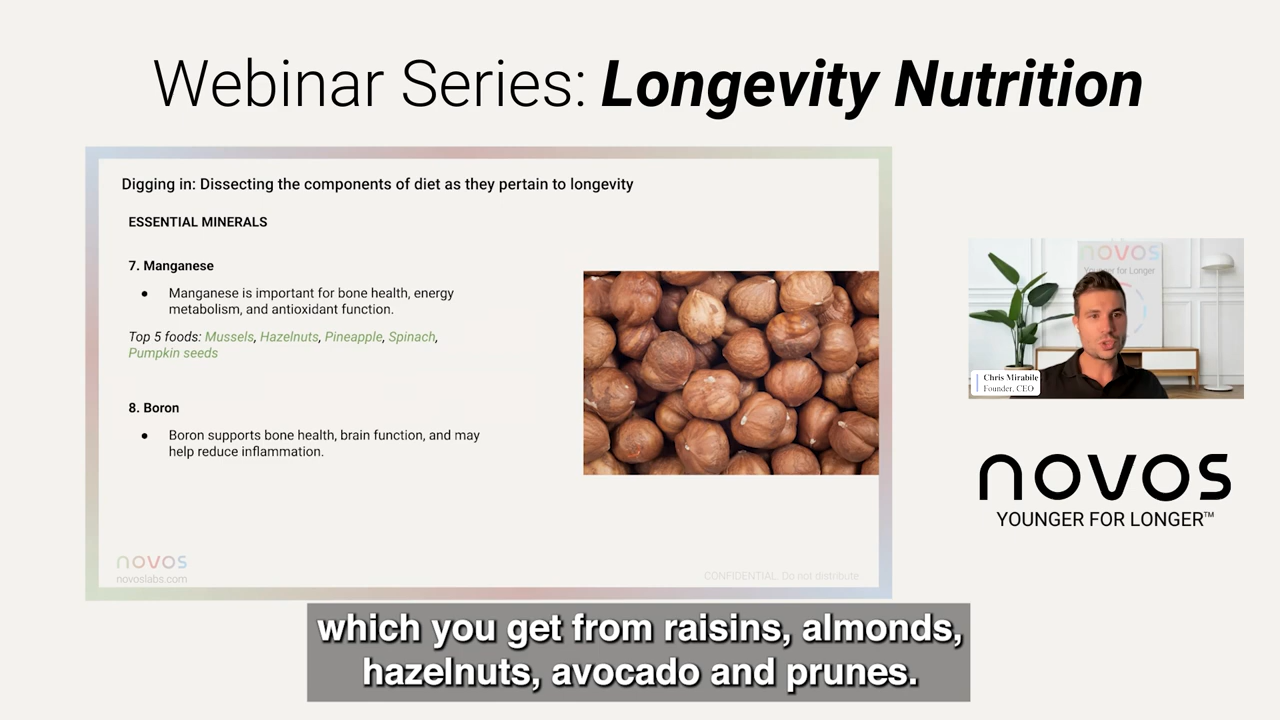 Webinar Series: Longevity Nutrition
Digging in: Dissecting the components of diet as they pertain to longevity
ESSENTIAL MINERALS
7. Manganese
● Manganese is important for bone health, energy
metabolism, and antioxidant function.
Top 5 foods: Mussels, Hazelnuts, Pineapple, Spinach,
Pumpkin seeds
8. Boron
● Boron supports bone health, brain function, and may
help reduce inflammation.
novos
novoslabs.com
CONFIDENTIAL: Do not distribute
novos
Younger for Longer
Chris Mirabile
Founder, CEO
novos
YOUNGER FOR LONGER™
which you get from raisins, almonds,
hazelnuts, avocado and prunes.